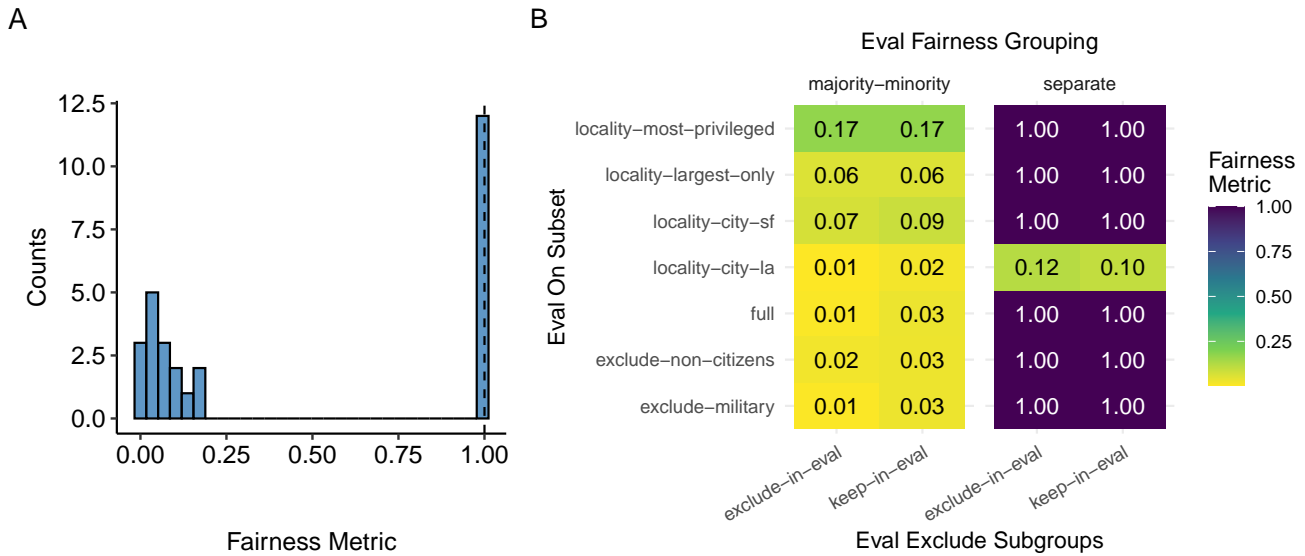 A
12.5
10.0
7.5
5.0
2.5
0.0
Counts
0.00 0.25 0.50 0.75 1.00
Fairness Metric
B
Eval Fairness Grouping
majority−minority separate
Eval On Subset
locality−most−privileged 0.17 0.17 1.00 1.00
locality−largest−only 0.06 0.06 1.00 1.00
locality−city−sf 0.07 0.09 1.00 1.00
locality−city−la 0.01 0.02 0.12 0.10
full 0.01 0.03 1.00 1.00
exclude−non−citizens 0.02 0.03 1.00 1.00
exclude−military 0.01 0.03 1.00 1.00
exclude−in−eval keep−in−eval exclude−in−eval keep−in−eval
Eval Exclude Subgroups
Fairness
Metric
1.00
0.75
0.50
0.25